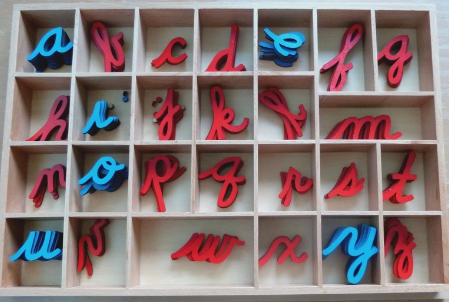 a b c d e f g
h i j k l m
n o p q r s t
u v w x y z